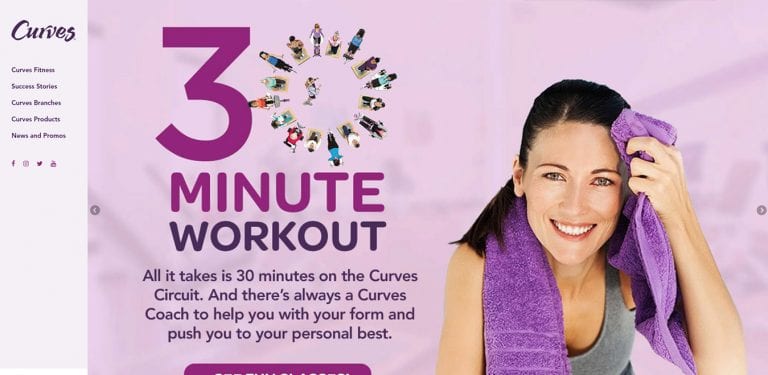 Curves
Curves Fitness
Success Stories
Curves Branches
Curves Products
News and Promos
30
MINUTE
WORKOUT
All it takes is 30 minutes on the Curves
Circuit. And there's always a Curves
Coach to help you with your form and
push you to your personal best.